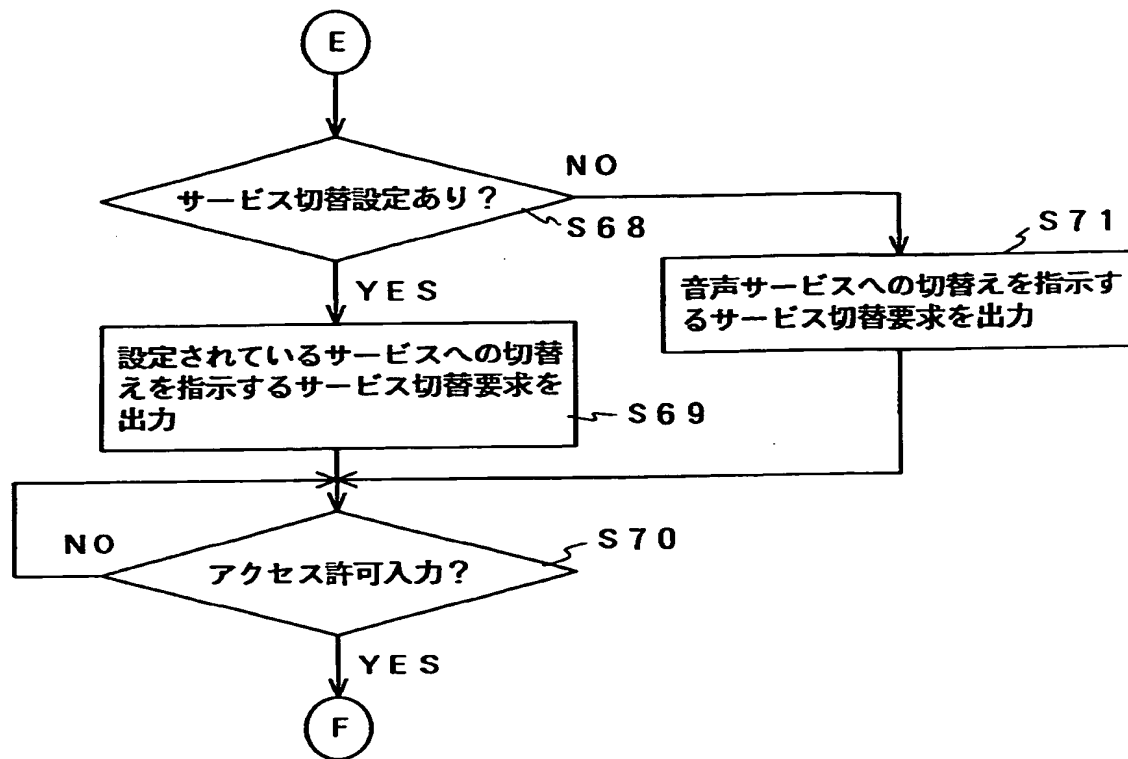 E
サービス切替設定あり?
NO
S68
S71
YES
音声サービスへの切替えを指示す
るサービス切替要求を出力
設定されているサービスへの切替
えを指示するサービス切替要求を
出力
S69
NO
S70
アクセス許可入力?
YES
F